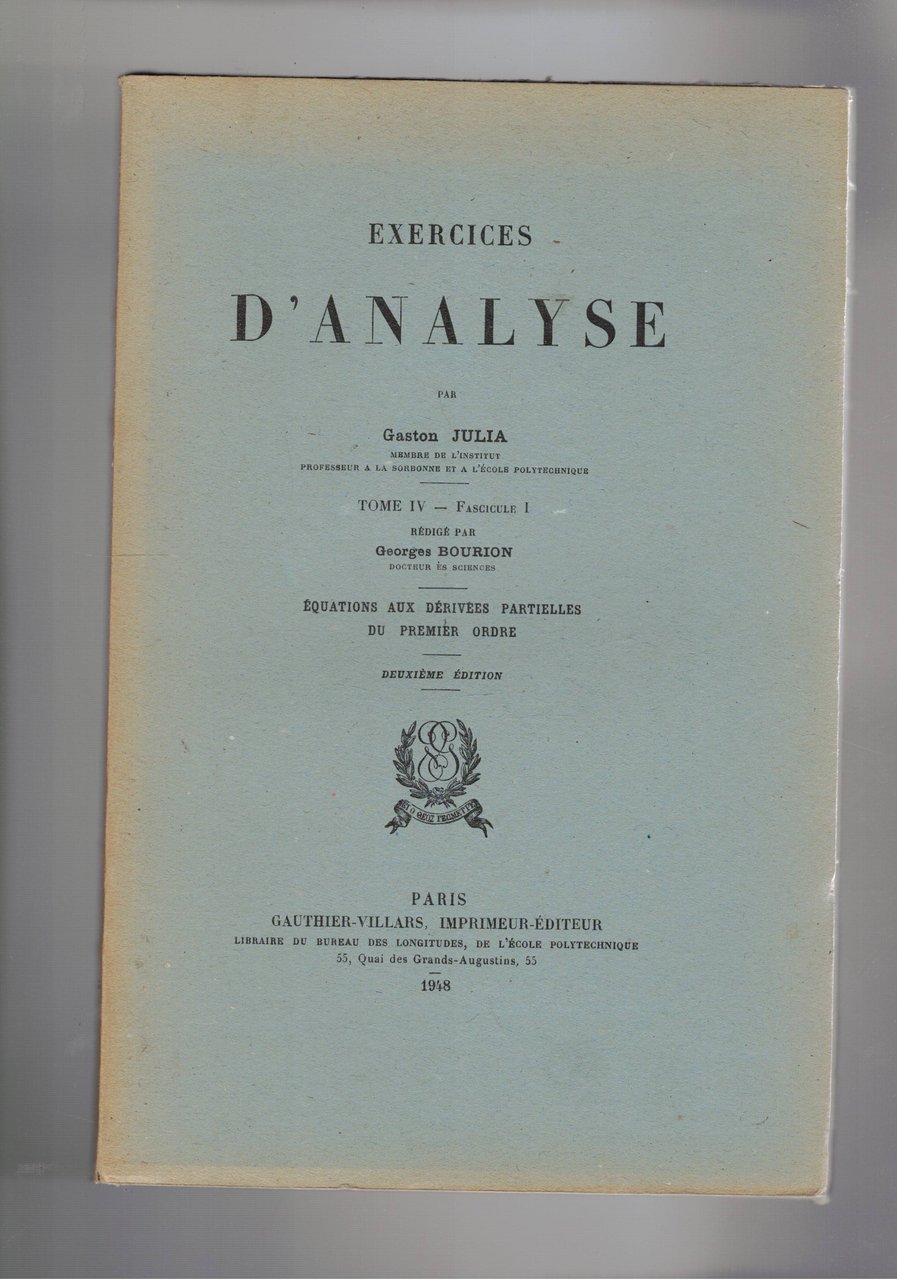 EXERCICES
D'ANALYSE
PAR
Gaston JULIA
MEMBRE DE L'INSTITUT
PROFESSEUR A LA SORBONNE ET A L'ÉCOLE POLYTECHNIQUE
TOME IV — FASCICULE I
RÉDIGÉ PAR
Georges BOURION
DOCTEUR ÈS SCIENCES
ÉQUATIONS AUX DÉRIVÉES PARTIELLES
DU PREMIER ORDRE
DEUXIÈME ÉDITION
PARIS
GAUTHIER-VILLARS, IMPRIMEUR-ÉDITEUR
LIBRAIRE DU BUREAU DES LONGITUDES, DE L'ÉCOLE POLYTECHNIQUE
55, Quai des Grands-Augustins, 55
1948